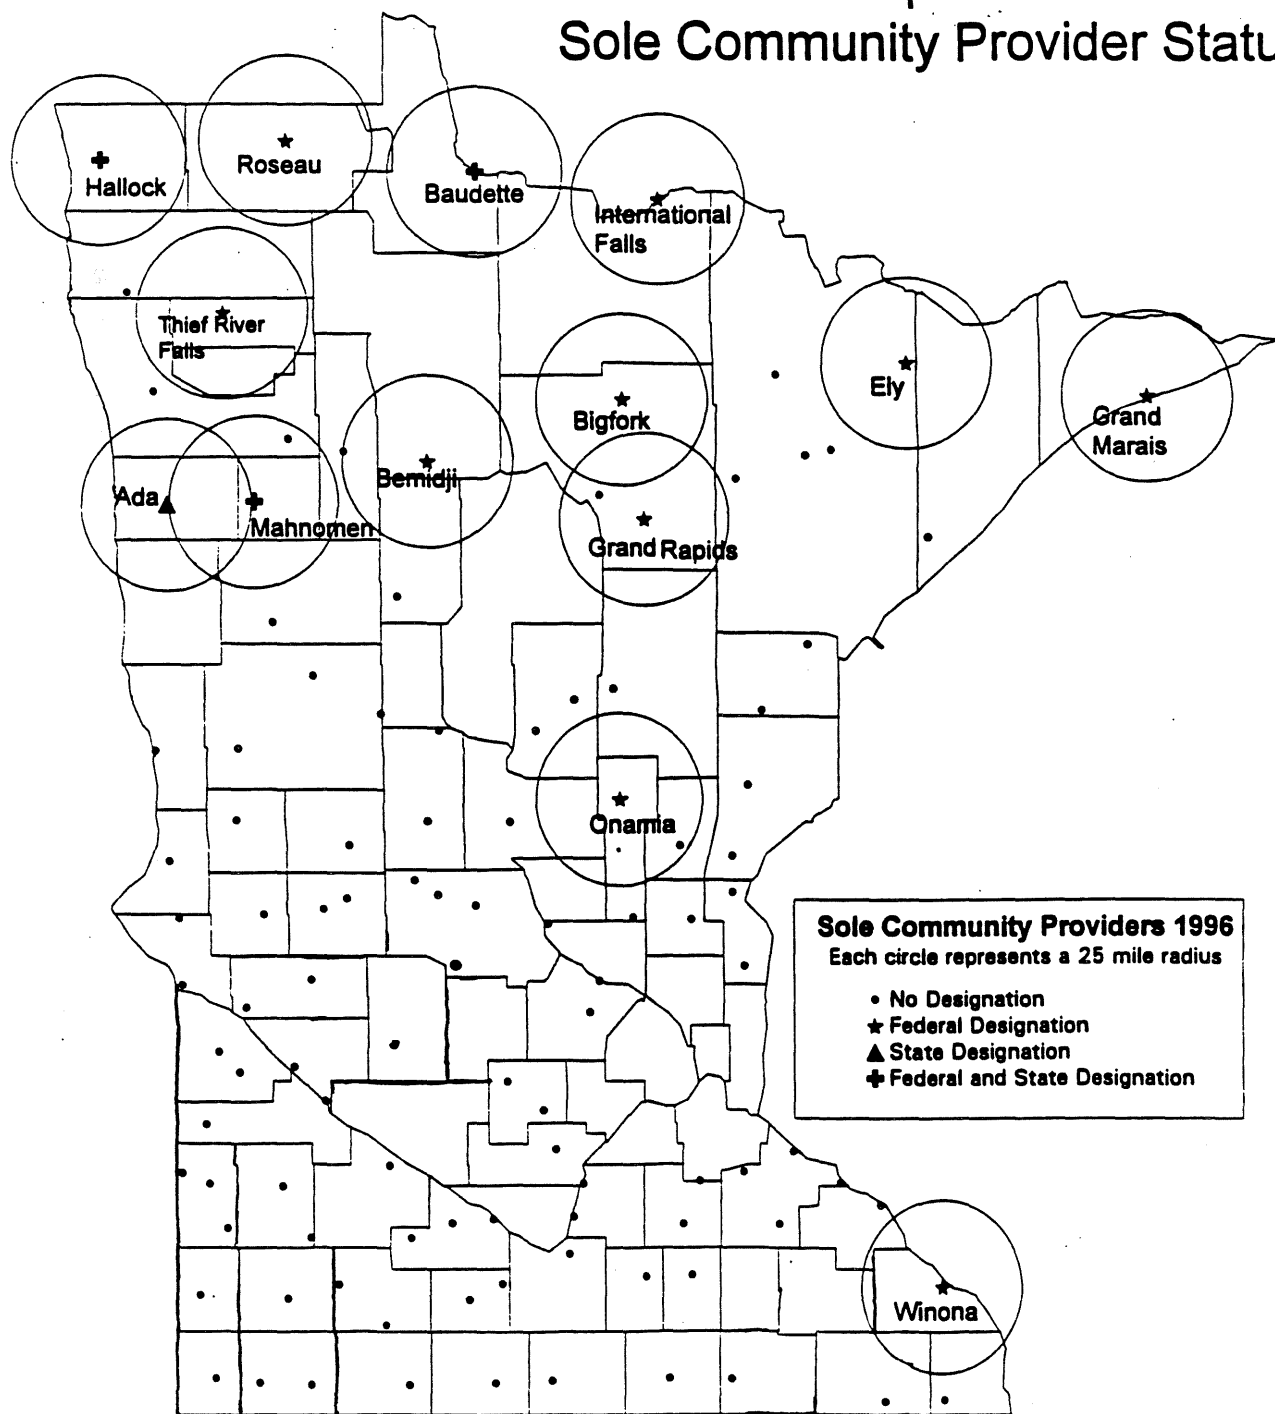 Sole Community Provider Statu
Hallock
Roseau
Baudette
International
Falls
Thief River
Falls
Ely
Bigfork
Grand
Marais
Bemidji
Ada
Mahnomen
Grand Rapids
Onamia
Sole Community Providers 1996
Each circle represents a 25 mile radius
No Designation
Federal Designation
State Designation
Federal and State Designation
Winona